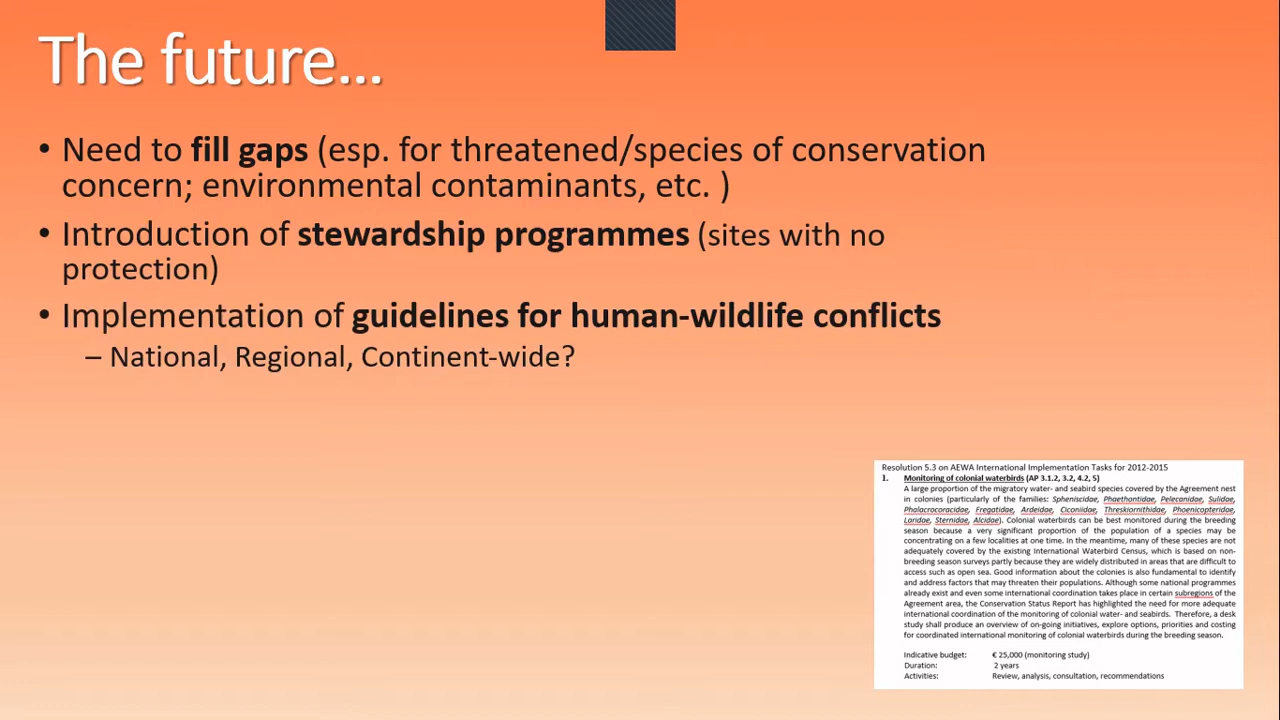 The future...
• Need to fill gaps (esp. for threatened/species of conservation
concern; environmental contaminants, etc. )
• Introduction of stewardship programmes (sites with no
protection)
• Implementation of guidelines for human-wildlife conflicts
– National, Regional, Continent-wide?
Resolution 5.3 on AEWA International Implementation Tasks for 2012-2015
1. Monitoring of colonial waterbirds (AP 3.1.2, 3.2, 4.2, 5)
A large proportion of the migratory water- and seabird species covered by the Agreement nest
in colonies (particularly of the families: Spheniscidae, Phaethontidae, Pelecanidae, Sulidae,
Phalacrocoracidae, Fregatidae, Ardeidae, Ciconiidae, Threskiornithidae, Phoenicopteridae,
Laridae, Sternidae, Alcidae). Colonial waterbirds can be best monitored during the breeding
season because a very significant proportion of the population of a species may be
concentrating on a few localities at one time. In the meantime, many of these species are not
adequately covered by the existing International Waterbird Census, which is based on non-
breeding season surveys partly because they are widely distributed in areas that are difficult to
access such as open sea. Good information about the colonies is also fundamental to identify
and address factors that may threaten their populations. Although some national programmes
already exist and even some international coordination takes place in certain subregions of the
Agreement area, the Conservation Status Report has highlighted the need for more adequate
international coordination of the monitoring of colonial water- and seabirds. Therefore, a desk
study shall produce an overview of on-going initiatives, explore options, priorities and costing
for coordinated international monitoring of colonial waterbirds during the breeding season.
Indicative budget: € 25,000 (monitoring study)
Duration: 2 years
Activities: Review, analysis, consultation, recommendations